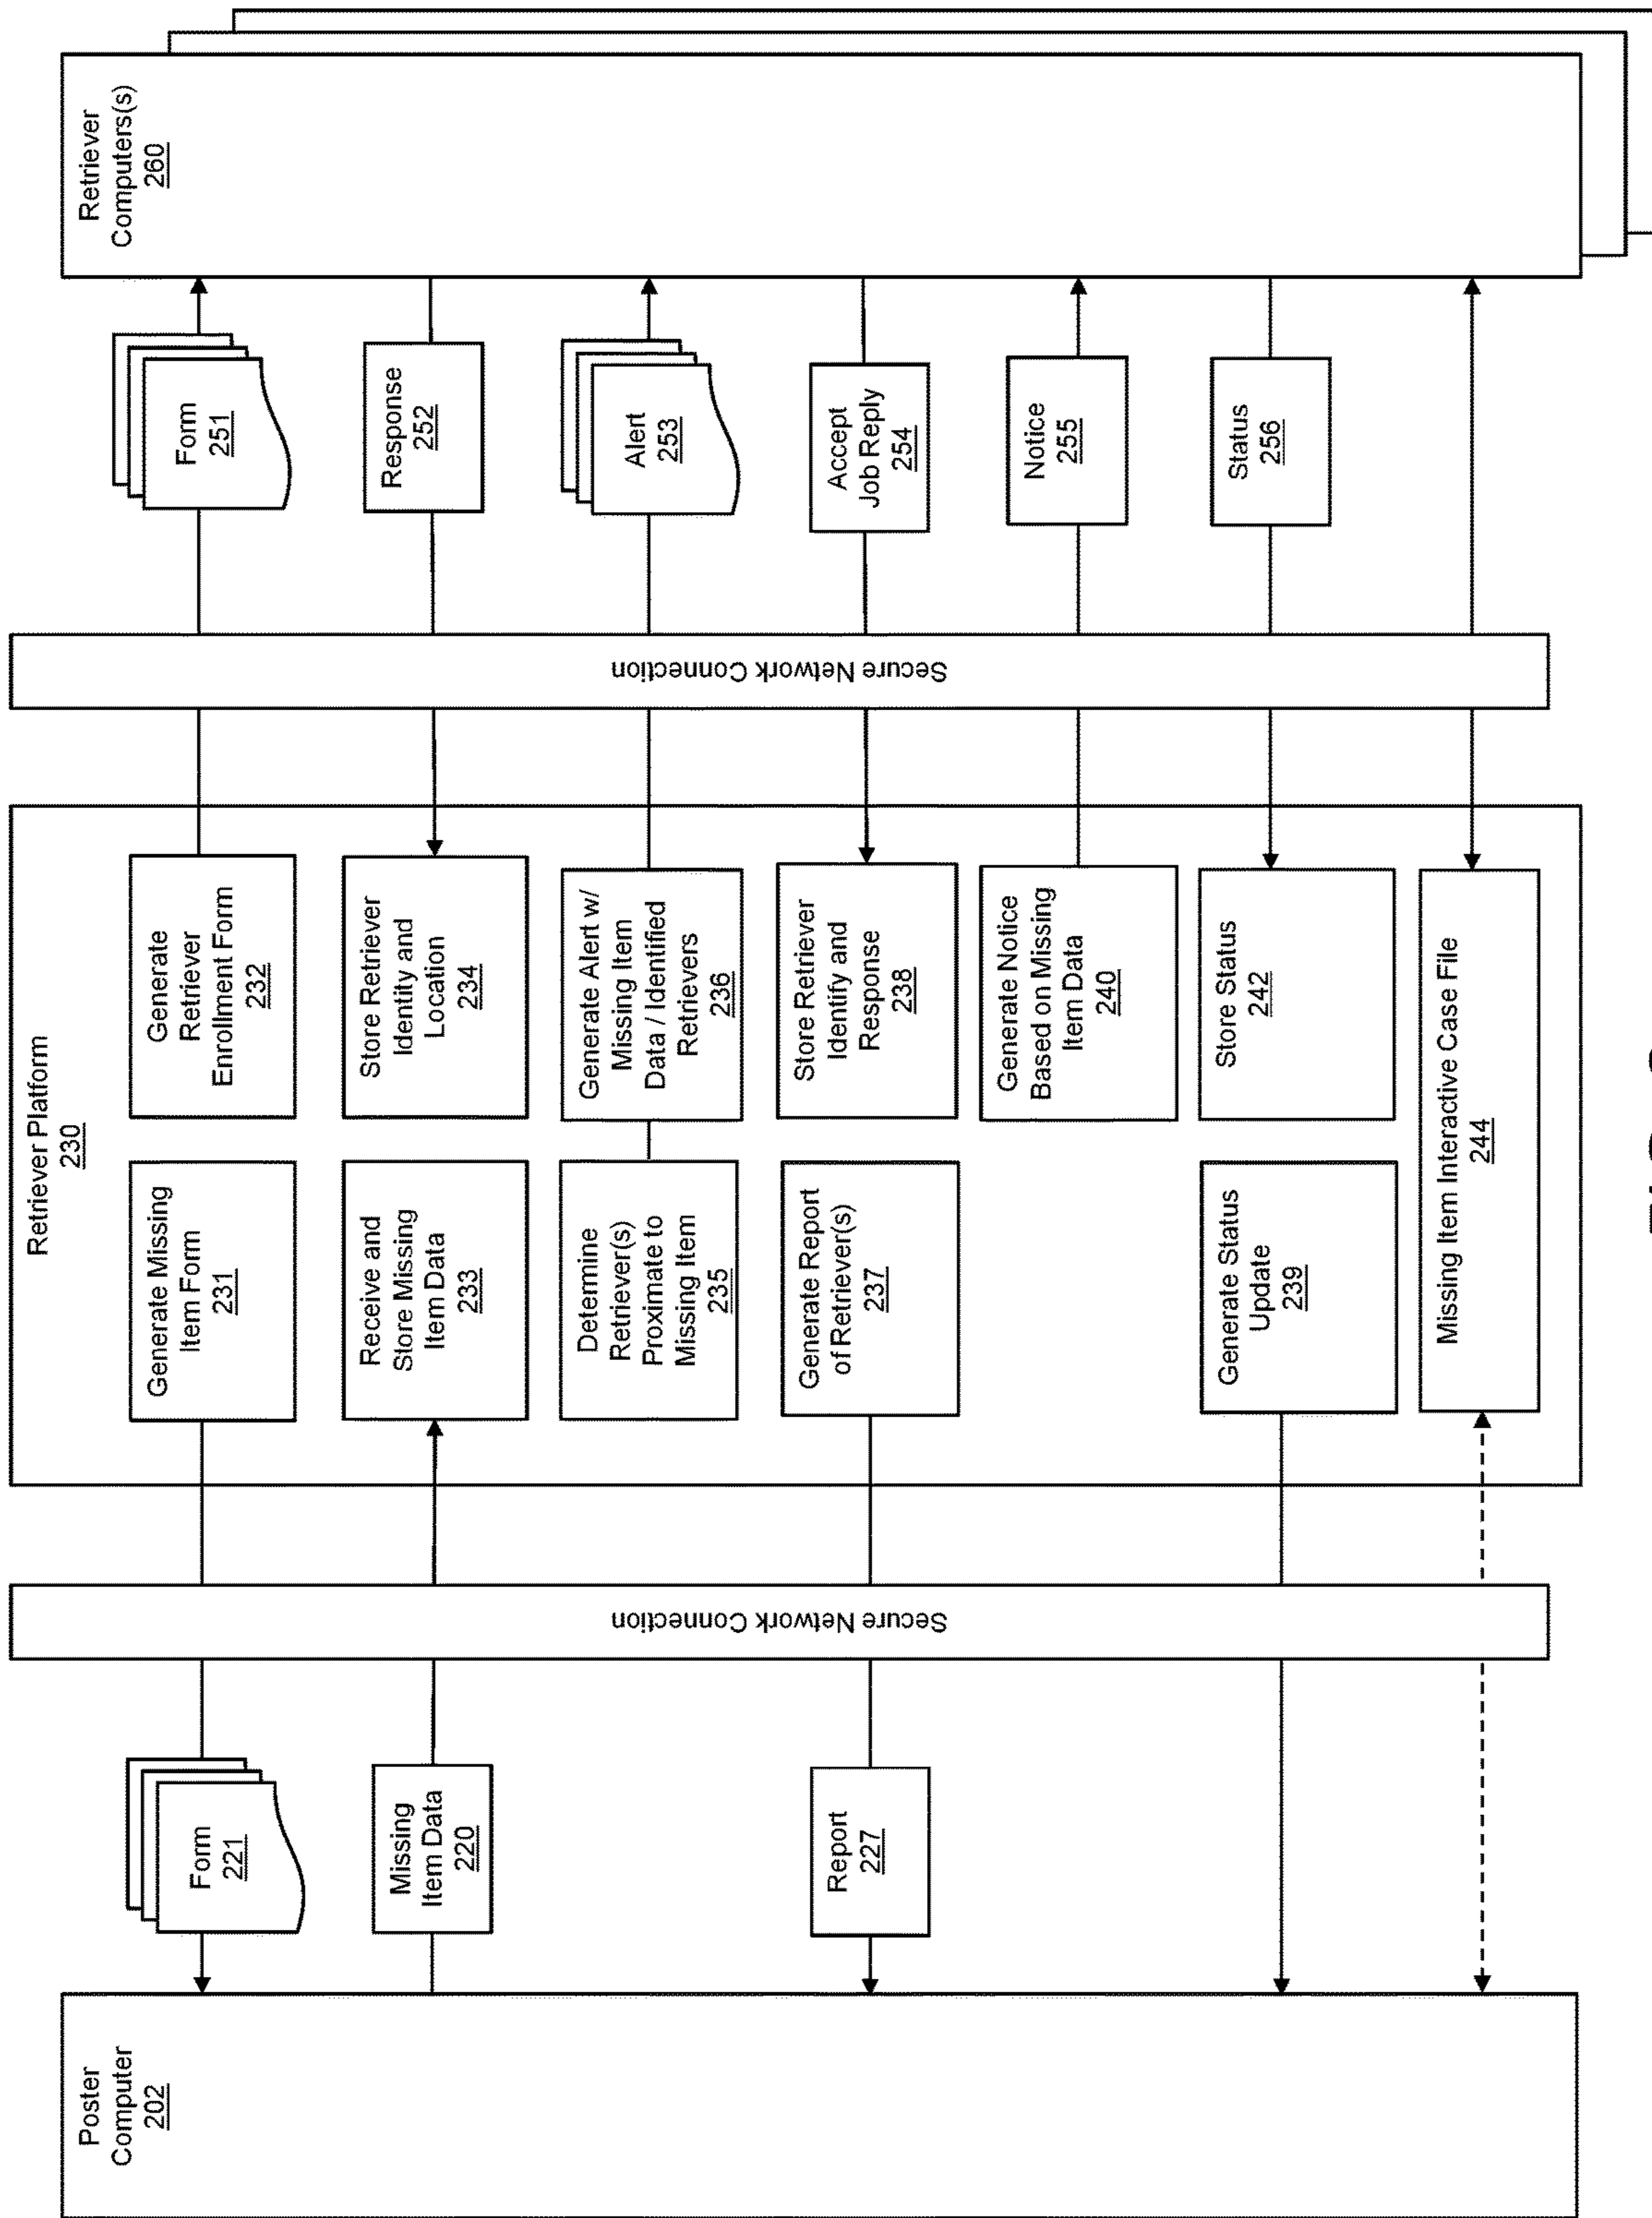 Poster
Computer
202
Form
221
Missing
Item Data
220
Report
227
Secure Network Connection
Retriever Platform
230
Generate Missing
Item Form
231
Generate
Retriever
Enrollment Form
232
Receive and
Store Missing
Item Data
233
Store Retriever
Identity and
Location
234
Determine
Retriever(s)
Proximate to
Missing Item
235
Generate Alert w/
Missing Item
Data / Identified
Retrievers
236
Generate Report
of Retriever(s)
237
Store Retriever
Identify and
Response
238
Generate Notice
Based on Missing
Item Data
240
Generate Status
Update
239
Store Status
242
Missing Item Interactive Case File
244
Secure Network Connection
Form
251
Response
252
Alert
253
Accept
Job Reply
254
Notice
255
Status
256
Retriever
Computers(s)
260